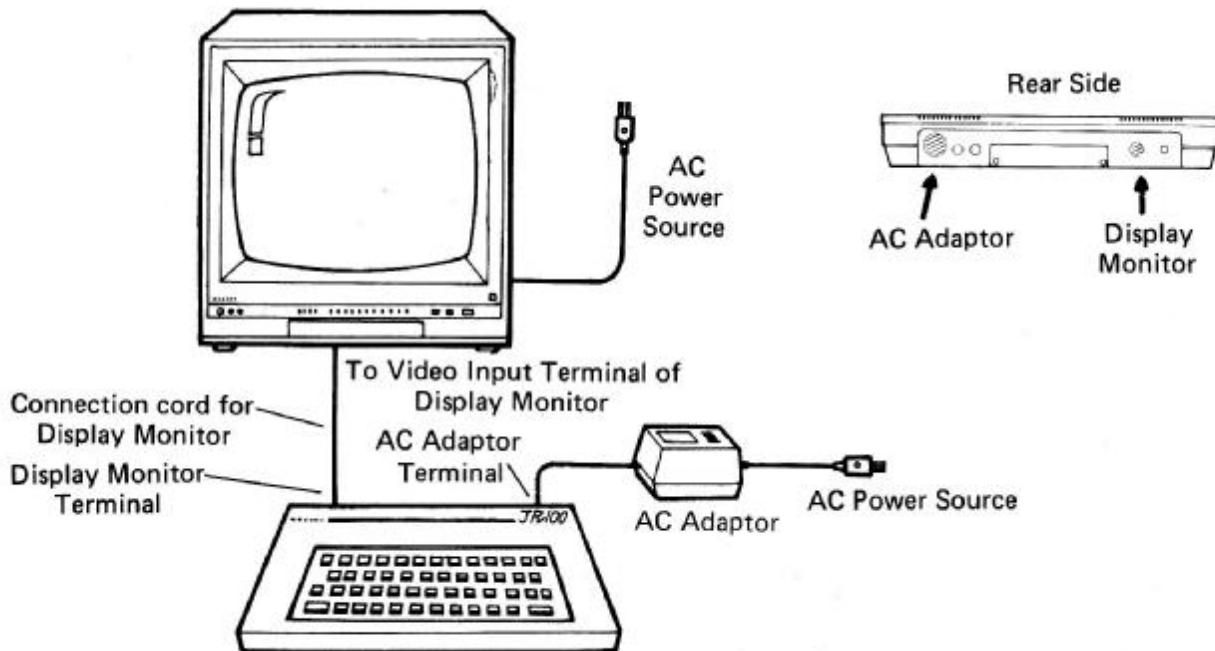 AC
Power
Source
Rear Side
AC Adaptor
Display
Monitor
To Video Input Terminal of
Display Monitor
Connection cord for
Display Monitor
Display Monitor
Terminal
AC Adaptor
Terminal
AC Adaptor
AC Power Source
JR-100